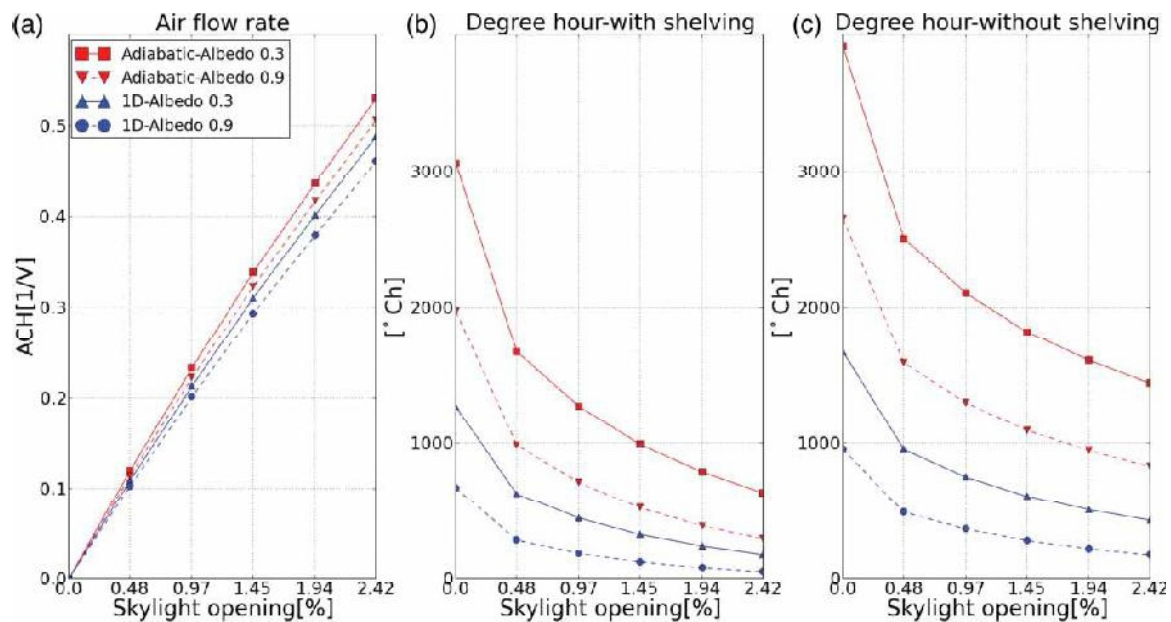 (a) Air flow rate
Adiabatic-Albedo 0.3
Adiabatic-Albedo 0.9
1D-Albedo 0.3
1D-Albedo 0.9
0.5
0.4
0.3
0.2
0.1
0.0
ACH[1/V]
0.0 0.48 0.97 1.45 1.94 2.42
Skylight opening[%]
(b) Degree hour-with shelving
3000
2000
1000
0
[°Ch]
0.0 0.48 0.97 1.45 1.94 2.42
Skylight opening[%]
(c) Degree hour-without shelving
3000
2000
1000
0
[°Ch]
0.0 0.48 0.97 1.45 1.94 2.42
Skylight opening[%]